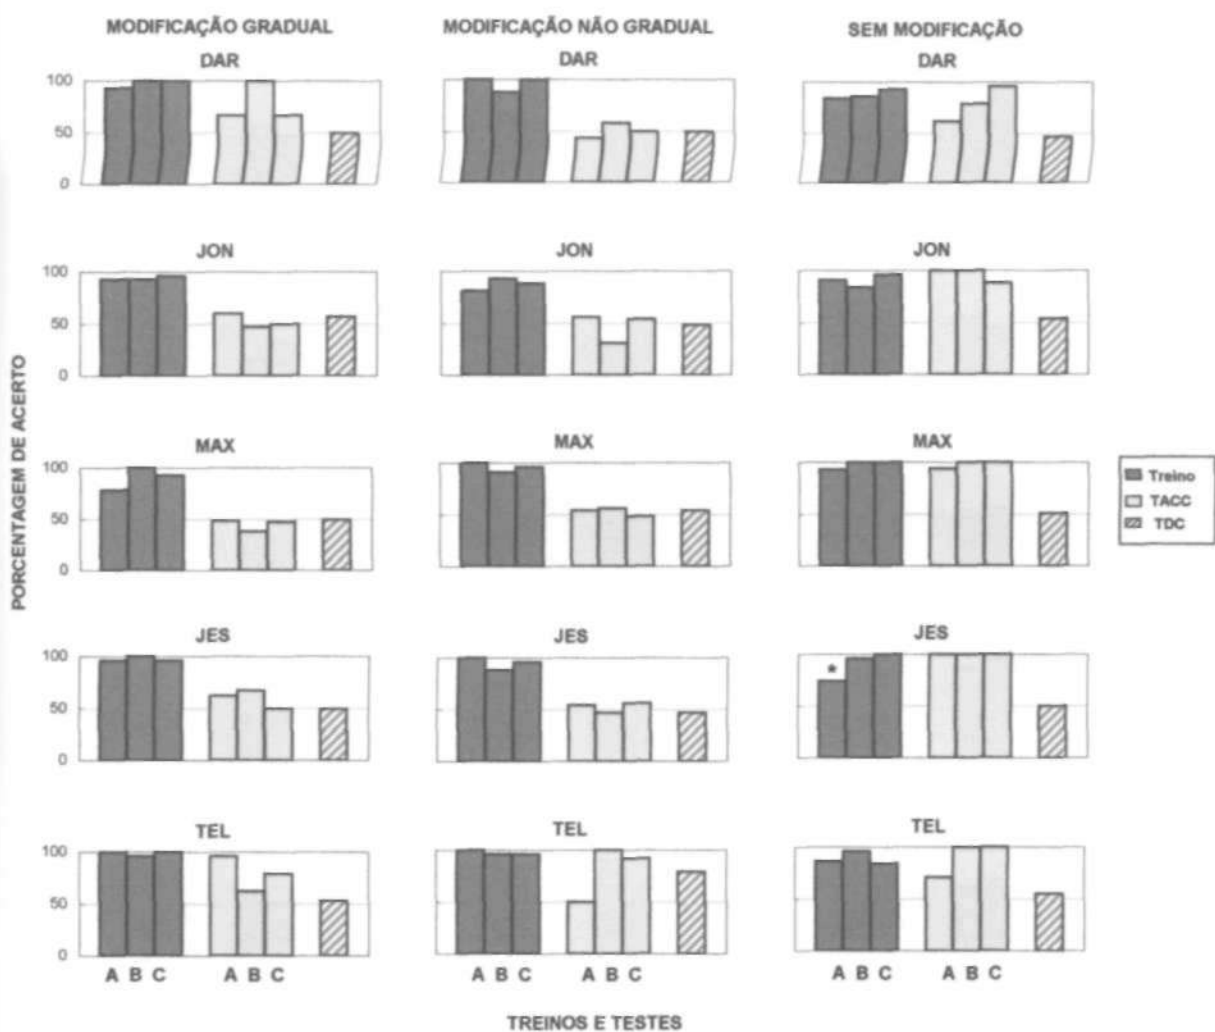 MODIFICAÇÃO GRADUAL MODIFICAÇÃO NÃO GRADUAL SEM MODIFICAÇÃO
DAR DAR DAR
100
50
0
JON JON JON
100
50
0
MAX MAX MAX
100
50
0
JES JES JES
100
50
0
*
TEL TEL TEL
100
50
0
A B C A B C A B C A B C A B C A B C
PORCENTAGEM DE ACERTO
TREINOS E TESTES
Treino
TACC
TDC